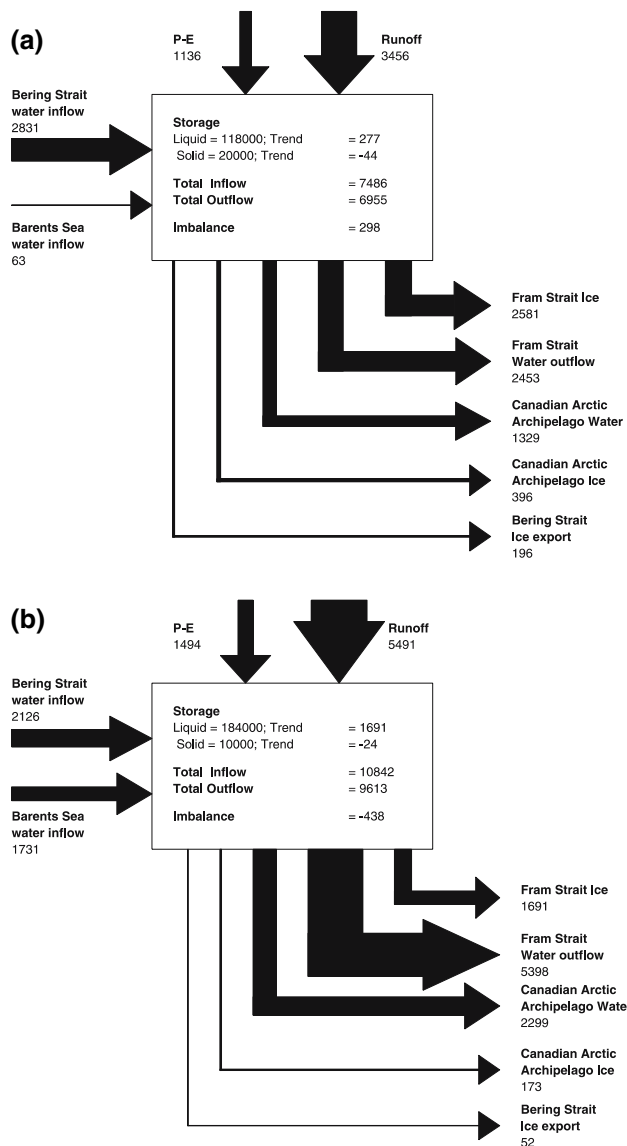 (a)
P-E
1136
Runoff
3456
Bering Strait
water inflow
2831
Barents Sea
water inflow
63
Storage
Liquid = 118000; Trend = 277
Solid = 20000; Trend = -44
Total Inflow = 7486
Total Outflow = 6955
Imbalance = 298
Fram Strait Ice
2581
Fram Strait
Water outflow
2453
Canadian Arctic
Archipelago Water
1329
Canadian Arctic
Archipelago Ice
396
Bering Strait
Ice export
196
(b)
P-E
1494
Runoff
5491
Bering Strait
water inflow
2126
Barents Sea
water inflow
1731
Storage
Liquid = 184000; Trend = 1691
Solid = 10000; Trend = -24
Total Inflow = 10842
Total Outflow = 9613
Imbalance = -438
Fram Strait Ice
1691
Fram Strait
Water outflow
5398
Canadian Arctic
Archipelago Wate
2299
Canadian Arctic
Archipelago Ice
173
Bering Strait
Ice export
52